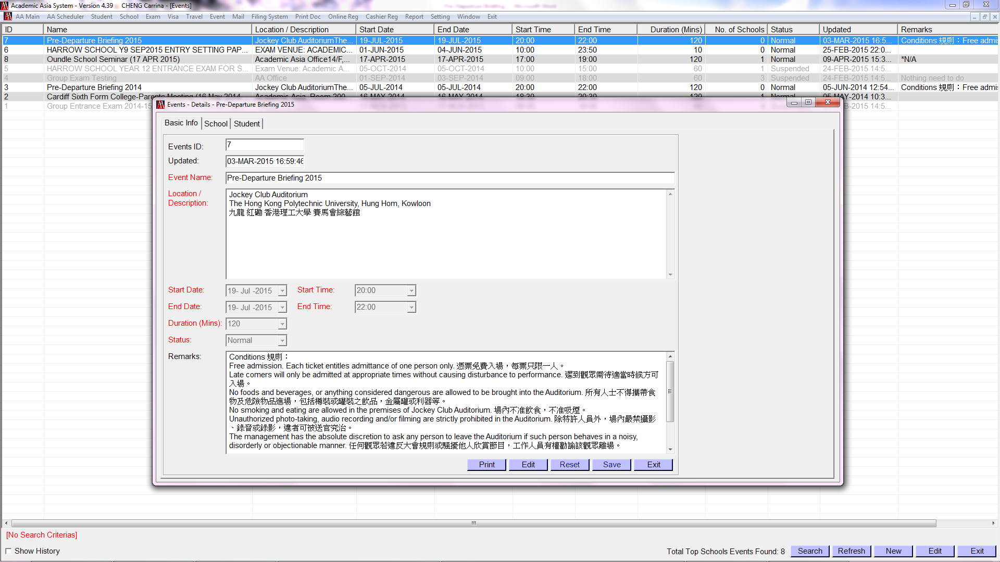 Academic Asia System - Version 4.39 CHENG Carrina - [Events]
AA Main AA Scheduler Student School Exam Visa Travel Event Mail Filing System Print Doc Online Reg Cashier Reg Report Setting Window Exit
ID Name Location / Description Start Date End Date Start Time End Time Duration (Mins) No. of Schools Status Updated Remarks
7 Pre-Departure Briefing 2015 Jockey Club AuditoriumThe... 19-JUL-2015 19-JUL-2015 20:00 22:00 120 0 Normal 03-MAR-2015 16:5... Conditions 規則：Free admis
6 HARROW SCHOOL Y9 SEP2015 ENTRY SETTING PAP... EXAM VENUE: ACADEMIC... 01-JUN-2015 04-JUN-2015 10:00 23:50 10 0 Normal 25-FEB-2015 22:0...
8 Oundle School Seminar (17 APR 2015) Academic Asia Office14/F,... 17-APR-2015 17-APR-2015 17:00 19:00 120 1 Normal 09-APR-2015 15:3... *N/A
5 HARROW SCHOOL YEAR 12 ENTRANCE EXAM FOR S... Exam Venue: Academic A... 05-OCT-2014 05-OCT-2014 10:00 15:00 60 1 Suspended 24-FEB-2015 14:5...
4 Group Exam Testing AA Office 01-SEP-2014 03-SEP-2014 09:00 18:00 60 3 Suspended 24-FEB-2015 14:5... Nothing need to do
3 Pre-Departure Briefing 2014 Jockey Club AuditoriumThe... 05-JUL-2014 05-JUL-2014 20:00 22:00 120 0 Normal 05-JUN-2014 12:54... Conditions 規則：Free admis
2 Cardiff Sixth Form College-Parents Meeting (16 May 2014 Academic Asia, Room 200 16-MAY-2014 16-MAY-2014 18:30 20:30 120 1 Normal 05-MAY-2014 10:3...
1 Group Entrance Exam 2014-15 B-2015 14:5...
Events - Details - Pre-Departure Briefing 2015
Basic Info School Student
Events ID: 7
Updated: 03-MAR-2015 16:59:46
Event Name: Pre-Departure Briefing 2015
Location /
Description:
Jockey Club Auditorium
The Hong Kong Polytechnic University, Hung Hom, Kowloon
九龍 紅磡 香港理工大學 賽馬會綜藝館
Start Date: 19- Jul -2015 Start Time: 20:00
End Date: 19- Jul -2015 End Time: 22:00
Duration (Mins): 120
Status: Normal
Remarks:
Conditions 規則：
Free admission. Each ticket entitles admittance of one person only. 憑票免費入場，每票只限一人。
Late comers will only be admitted at appropriate times without causing disturbance to performance. 遲到觀眾需待適當時候方可
入場。
No foods and beverages, or anything considered dangerous are allowed to be brought into the Auditorium. 所有人士不得攜帶食
物及危險物品進場，包括樽裝或罐裝之飲品，金屬罐或利器等。
No smoking and eating are allowed in the premises of Jockey Club Auditorium. 場內不准飲食，不准吸煙。
Unauthorized photo-taking, audio recording and/or filming are strictly prohibited in the Auditorium. 除特許人員外，場內嚴禁攝影
、錄音或錄影，違者可被送官究治。
The management has the absolute discretion to ask any person to leave the Auditorium if such person behaves in a noisy,
disorderly or objectionable manner. 任何觀眾若違反大會規則或騷擾他人欣賞節目，工作人員有權勸諭該觀眾離場。
Print Edit Reset Save Exit
[No Search Criterias]
Show History Total Top Schools Events Found: 8 Search Refresh New Edit Exit